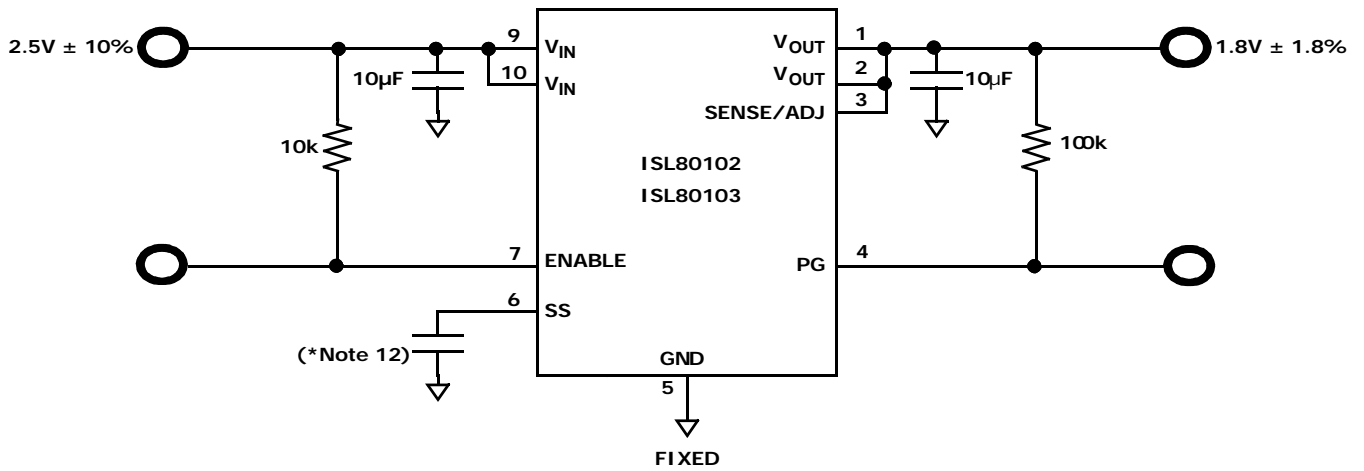 2.5V ± 10%
9
VIN
10
VIN
10µF
10k
7
ENABLE
6
SS
(*Note 12)
ISL80102
ISL80103
GND
5
FIXED
VOUT
1
VOUT
2
SENSE/ADJ
3
10µF
1.8V ± 1.8%
100k
PG
4